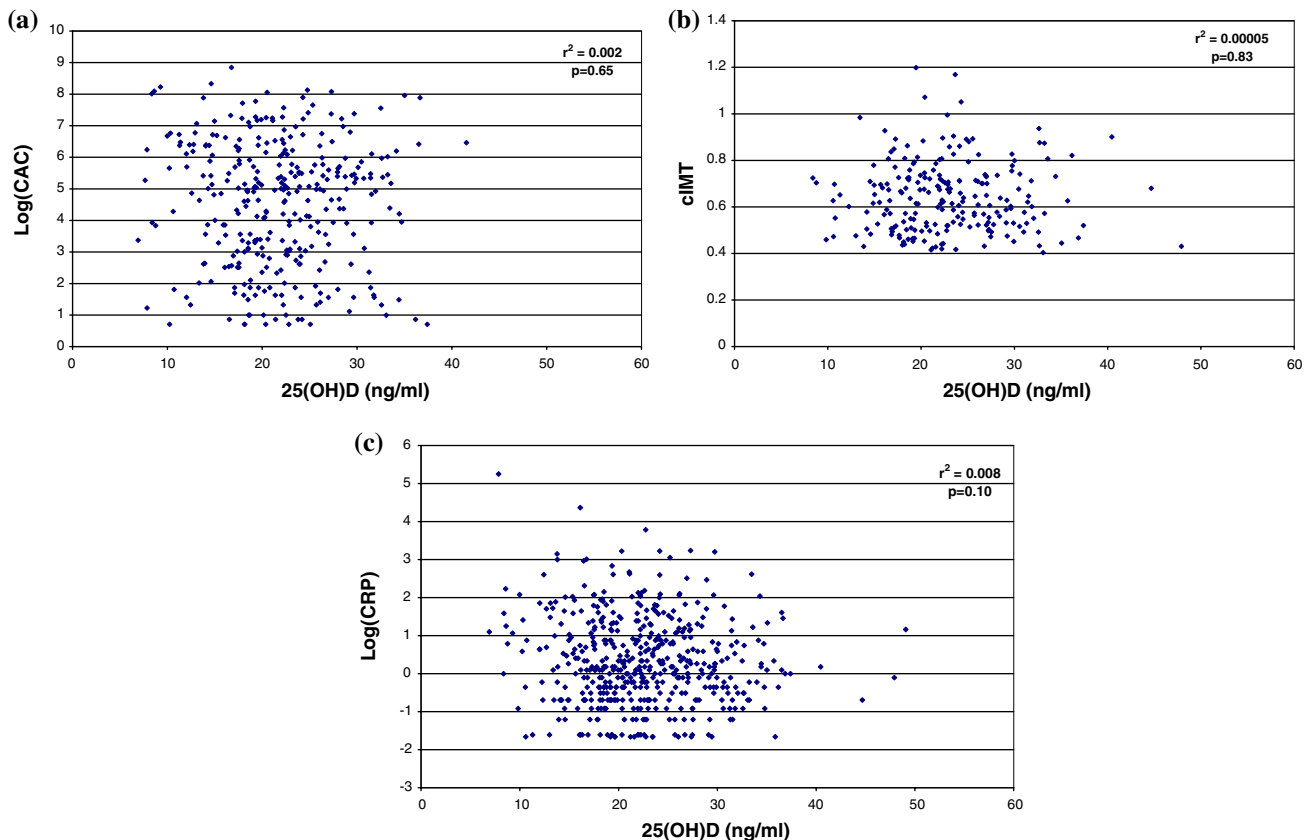 (a)
10
9
8
7
6
5
4
3
2
1
0
Log(CAC)
r² = 0.002
p=0.65
0 10 20 30 40 50 60
25(OH)D (ng/ml)
(b)
1.4
1.2
1
0.8
0.6
0.4
0.2
0
cIMT
r² = 0.00005
p=0.83
0 10 20 30 40 50 60
25(OH)D (ng/ml)
(c)
6
5
4
3
2
1
0
-1
-2
-3
Log(CRP)
r² = 0.008
p=0.10
0 10 20 30 40 50 60
25(OH)D (ng/ml)